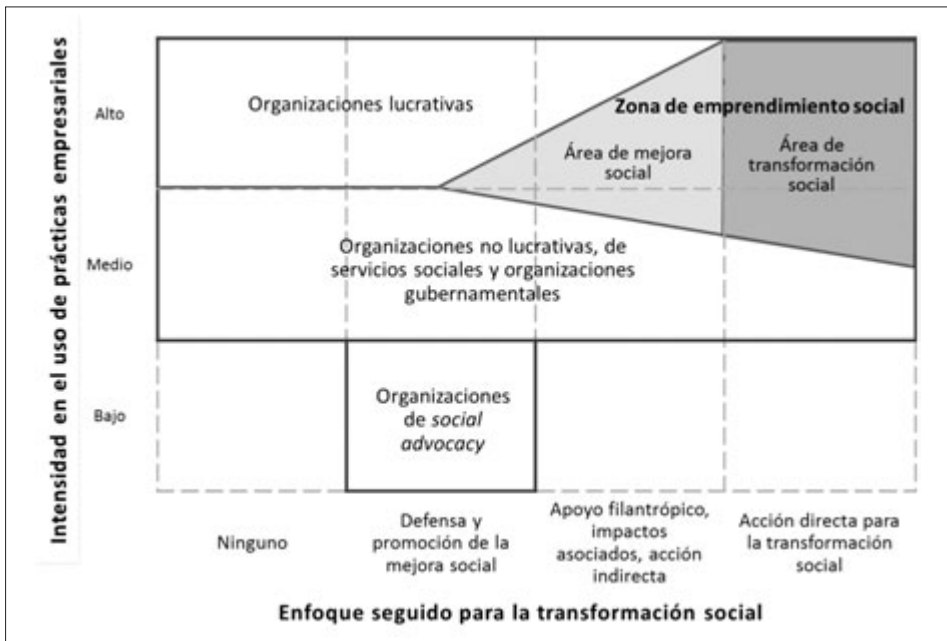 Intensidad en el uso de prácticas empresariales
Alto
Medio
Bajo
Organizaciones lucrativas
Zona de emprendimiento social
Área de mejora
social
Área de
transformación
social
Organizaciones no lucrativas, de
servicios sociales y organizaciones
gubernamentales
Organizaciones
de social
advocacy
Ninguno
Defensa y
promoción de la
mejora social
Apoyo filantrópico,
impactos
asociados, acción
indirecta
Acción directa para
la transformación
social
Enfoque seguido para la transformación social